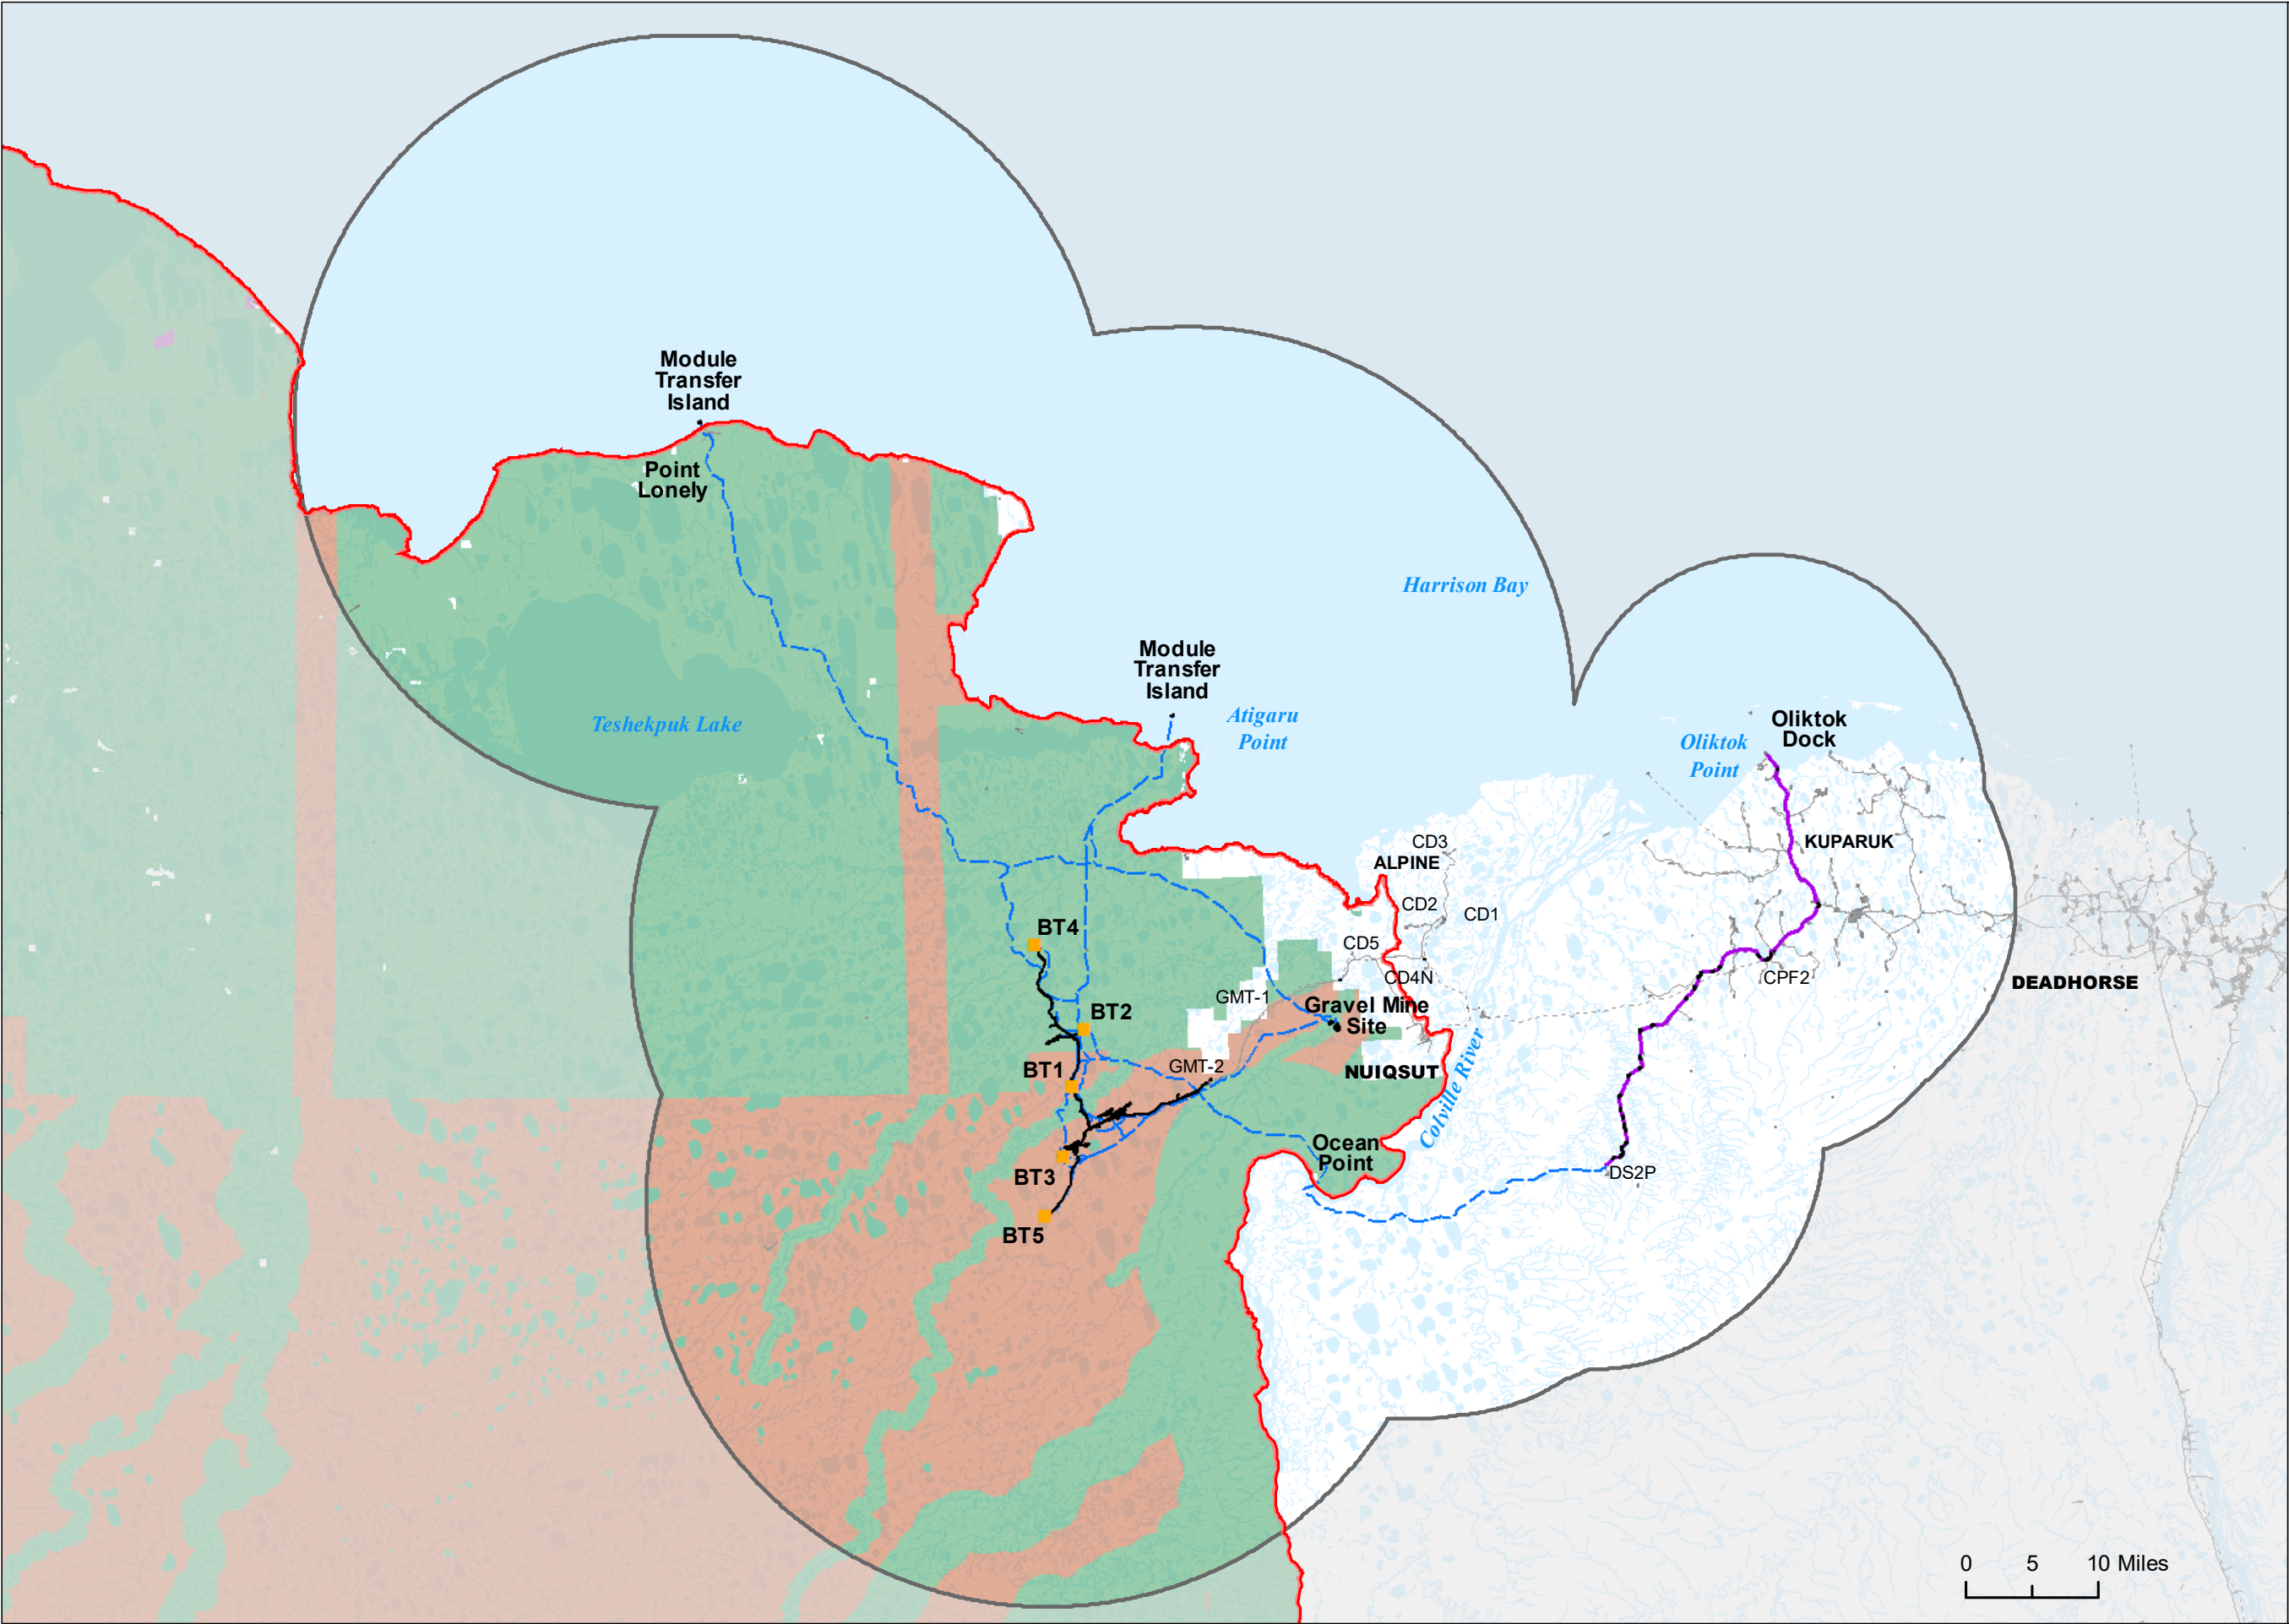 Module
Transfer
Island
Point
Lonely
Harrison Bay
Module
Transfer
Island
Atigaru
Point
Teshekpuk Lake
Oliktok
Dock
Oliktok
Point
KUPARUK
CD3
ALPINE
CD2
CD1
BT4
CD5
CD4N
CPF2
DEADHORSE
GMT-1
Gravel Mine
Site
BT2
BT1
GMT-2
NUIQSUT
Colville River
Ocean
Point
DS2P
BT3
BT5
0 5 10 Miles